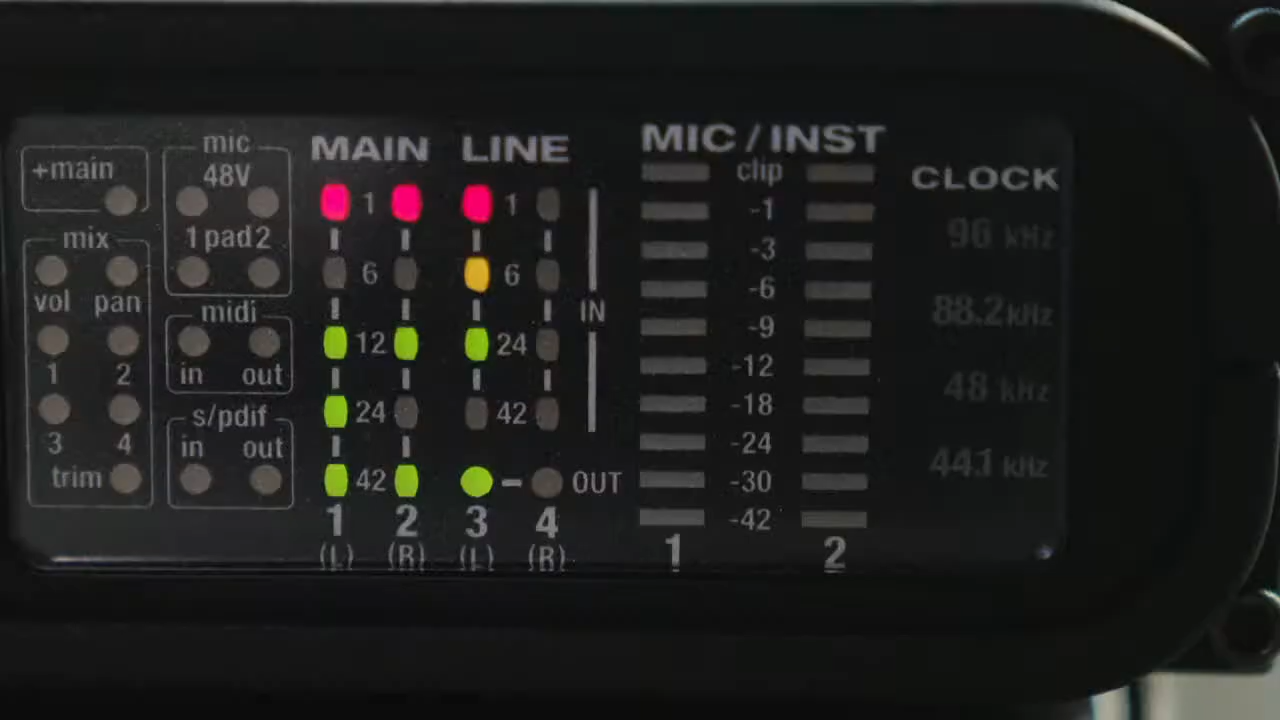 +main
mix
vol pan
1 2
3 4
trim
mic
48V
1 pad 2
midi
in out
s/pdif
in out
MAIN LINE
1 1
6 6
12 24
24 42
42 OUT
IN
1 2 3 4
(L) (R) (L) (R)
MIC / INST
clip
-1
-3
-6
-9
-12
-18
-24
-30
-42
1 2
CLOCK
96 kHz
88.2 kHz
48 kHz
44.1 kHz